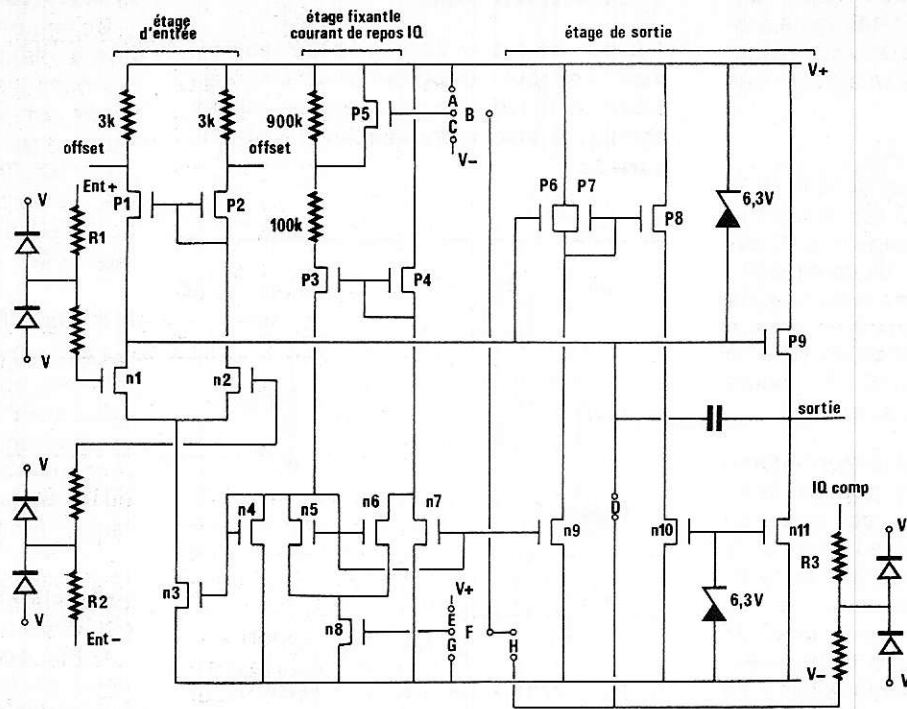 étage
d'entrée
étage fixantle
courant de repos IQ
étage de sortie
V+
3k
3k
900k
P5
A
B
C
V-
offset
offset
Ent+
V
P1
P2
R1
100k
P6
P7
P8
6,3V
P3
P4
V
P9
n1
n2
sortie
V
IQ comp
n4
n5
n6
n7
D
n9
n10
n11
V
R3
R2
n3
V+
6,3V
E
F
n8
G
H
V
Ent-
V-
V